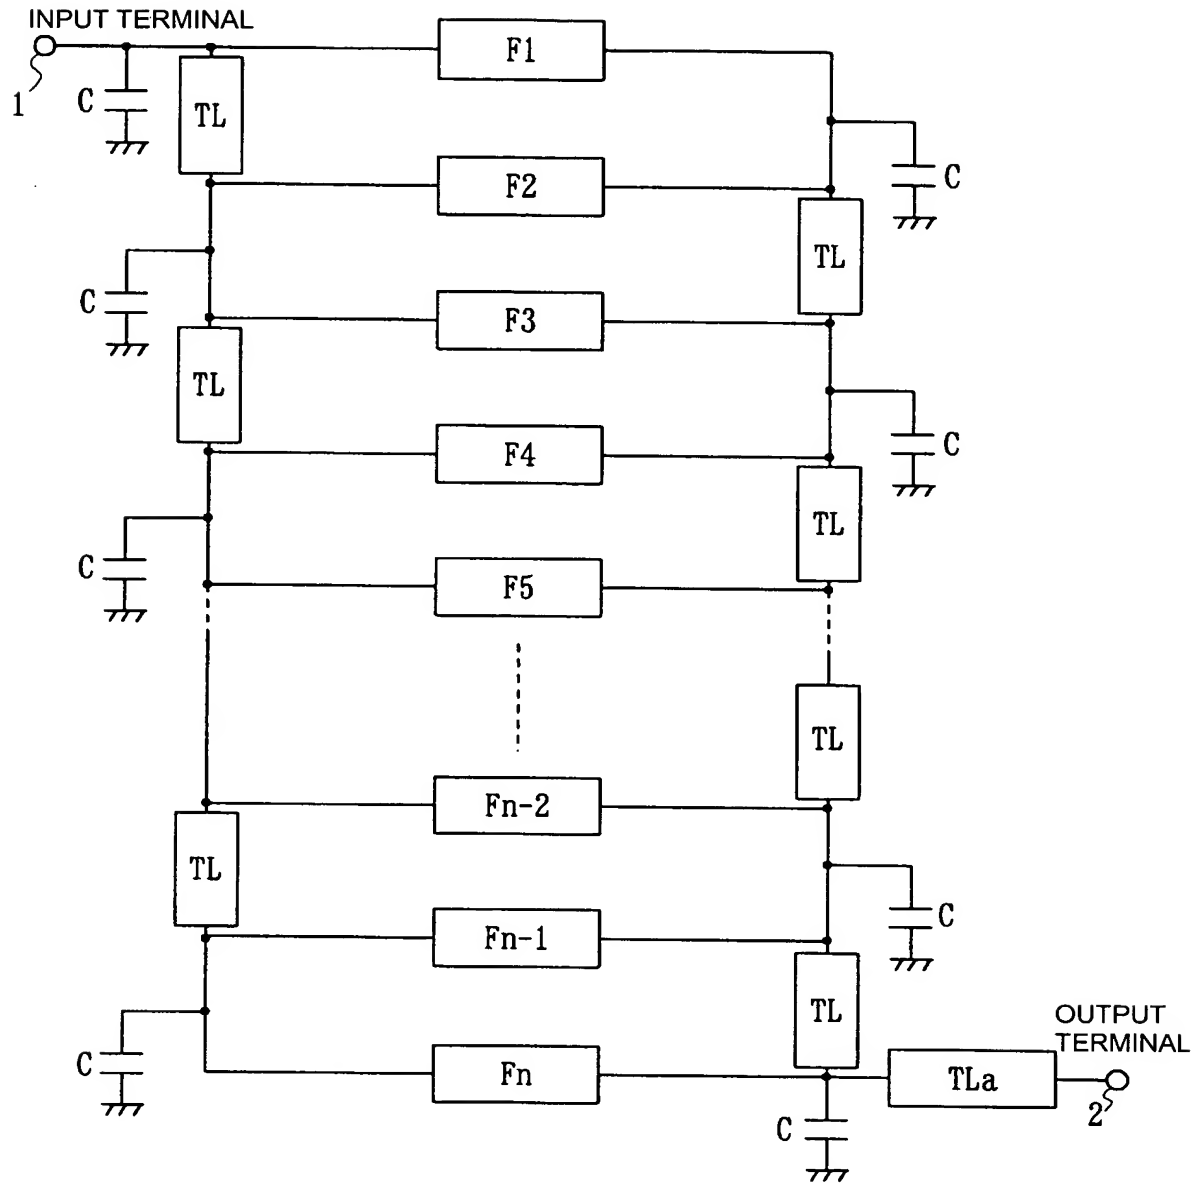 INPUT TERMINAL
1
C
TL
F1
C
F2
TL
C
F3
TL
C
F4
TL
C
F5
TL
Fn-2
TL
C
Fn-1
TL
OUTPUT
TERMINAL
C
Fn
TLa
2
C